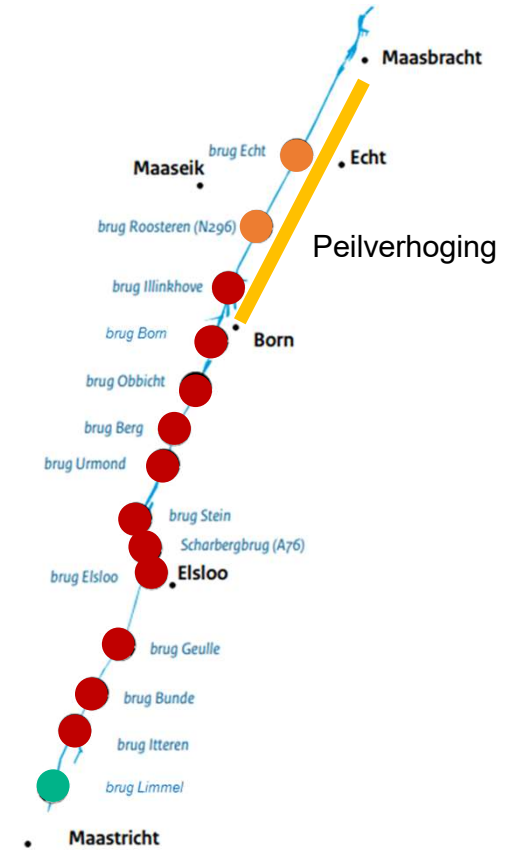 Maasbracht
brug Echt
Echt
Maaseik
brug Roosteren (N296)
Peilverhoging
brug Illinkhove
brug Born
Born
brug Obbicht
brug Berg
brug Urmond
brug Stein
Scharbergbrug (A76)
brug Elsloo
Elsloo
brug Geulle
brug Bunde
brug Itteren
brug Limmel
Maastricht